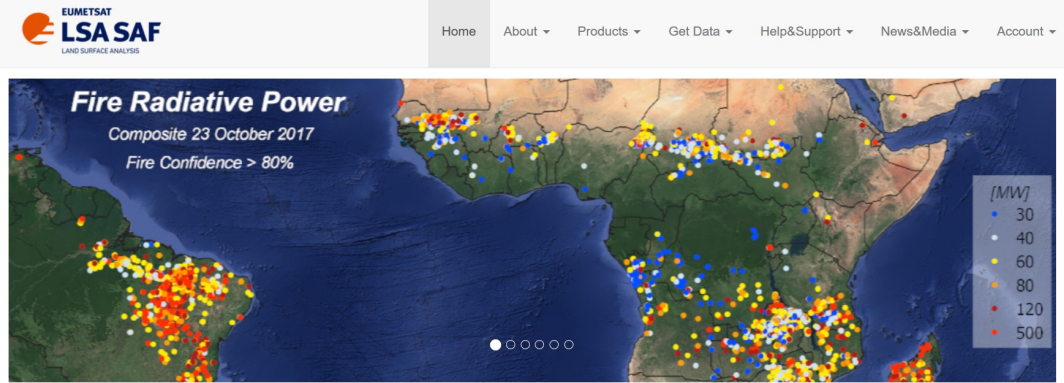 EUMETSAT
LSA SAF
LAND SURFACE ANALYSIS
Home About Products Get Data Help&Support News&Media Account
Fire Radiative Power
Composite 23 October 2017
Fire Confidence > 80%
[MW]
30
40
60
80
120
500